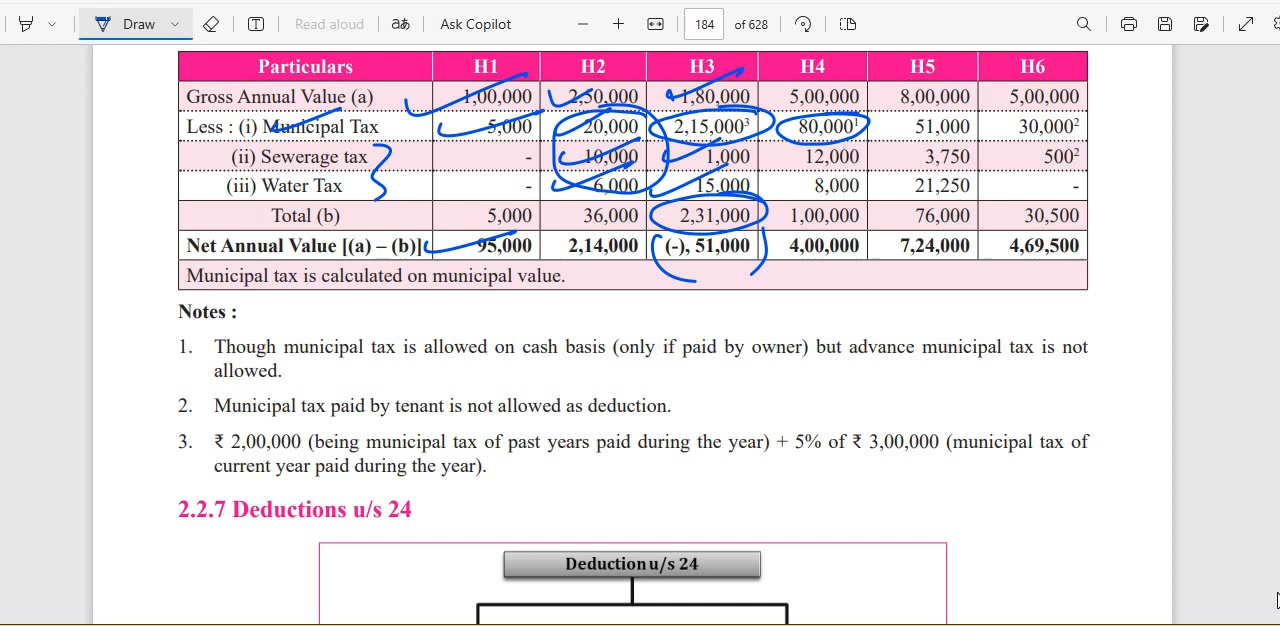 Draw
Read aloud
aあ
Ask Copilot
184 of 628
Particulars H1 H2 H3 H4 H5 H6
Gross Annual Value (a) 1,00,000 2,50,000 1,80,000 5,00,000 8,00,000 5,00,000
Less : (i) Municipal Tax 5,000 20,000 2,15,000³ 80,000¹ 51,000 30,000²
(ii) Sewerage tax - 10,000 1,000 12,000 3,750 500²
(iii) Water Tax - 6,000 15,000 8,000 21,250 -
Total (b) 5,000 36,000 2,31,000 1,00,000 76,000 30,500
Net Annual Value [(a) – (b)] 95,000 2,14,000 (-), 51,000 4,00,000 7,24,000 4,69,500
Municipal tax is calculated on municipal value.
Notes :
1. Though municipal tax is allowed on cash basis (only if paid by owner) but advance municipal tax is not
allowed.
2. Municipal tax paid by tenant is not allowed as deduction.
3. ₹ 2,00,000 (being municipal tax of past years paid during the year) + 5% of ₹ 3,00,000 (municipal tax of
current year paid during the year).
2.2.7 Deductions u/s 24
Deduction u/s 24